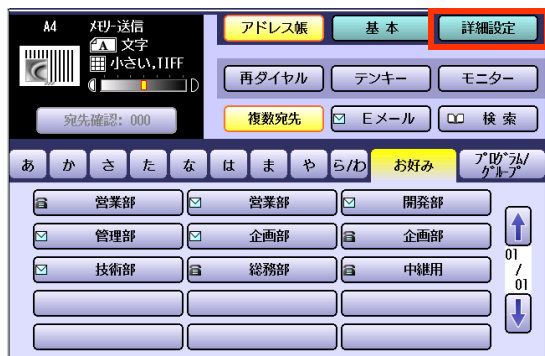 A4 ﾒﾓﾘｰ送信
A 文字
小さい,TIFF
D
宛先確認: 000
アドレス帳 基本 詳細設定
再ダイヤル テンキー モニター
複数宛先 Eメール 検索
あ か さ た な は ま や ら/わ お好み ﾌﾟﾛｸﾞﾗﾑ/
ｸﾞﾙｰﾌﾟ
営業部 営業部 開発部
管理部 企画部 企画部
技術部 総務部 中継用
01
/
01